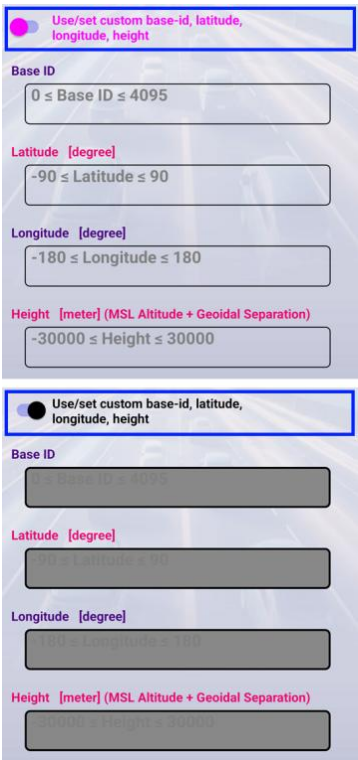 Use/set custom base-id, latitude,
longitude, height
Base ID
0 ≤ Base ID ≤ 4095
Latitude [degree]
-90 ≤ Latitude ≤ 90
Longitude [degree]
-180 ≤ Longitude ≤ 180
Height [meter] (MSL Altitude + Geoidal Separation)
-30000 ≤ Height ≤ 30000
Use/set custom base-id, latitude,
longitude, height
Base ID
0 ≤ Base ID ≤ 4095
Latitude [degree]
-90 ≤ Latitude ≤ 90
Longitude [degree]
-180 ≤ Longitude ≤ 180
Height [meter] (MSL Altitude + Geoidal Separation)
-30000 ≤ Height ≤ 30000